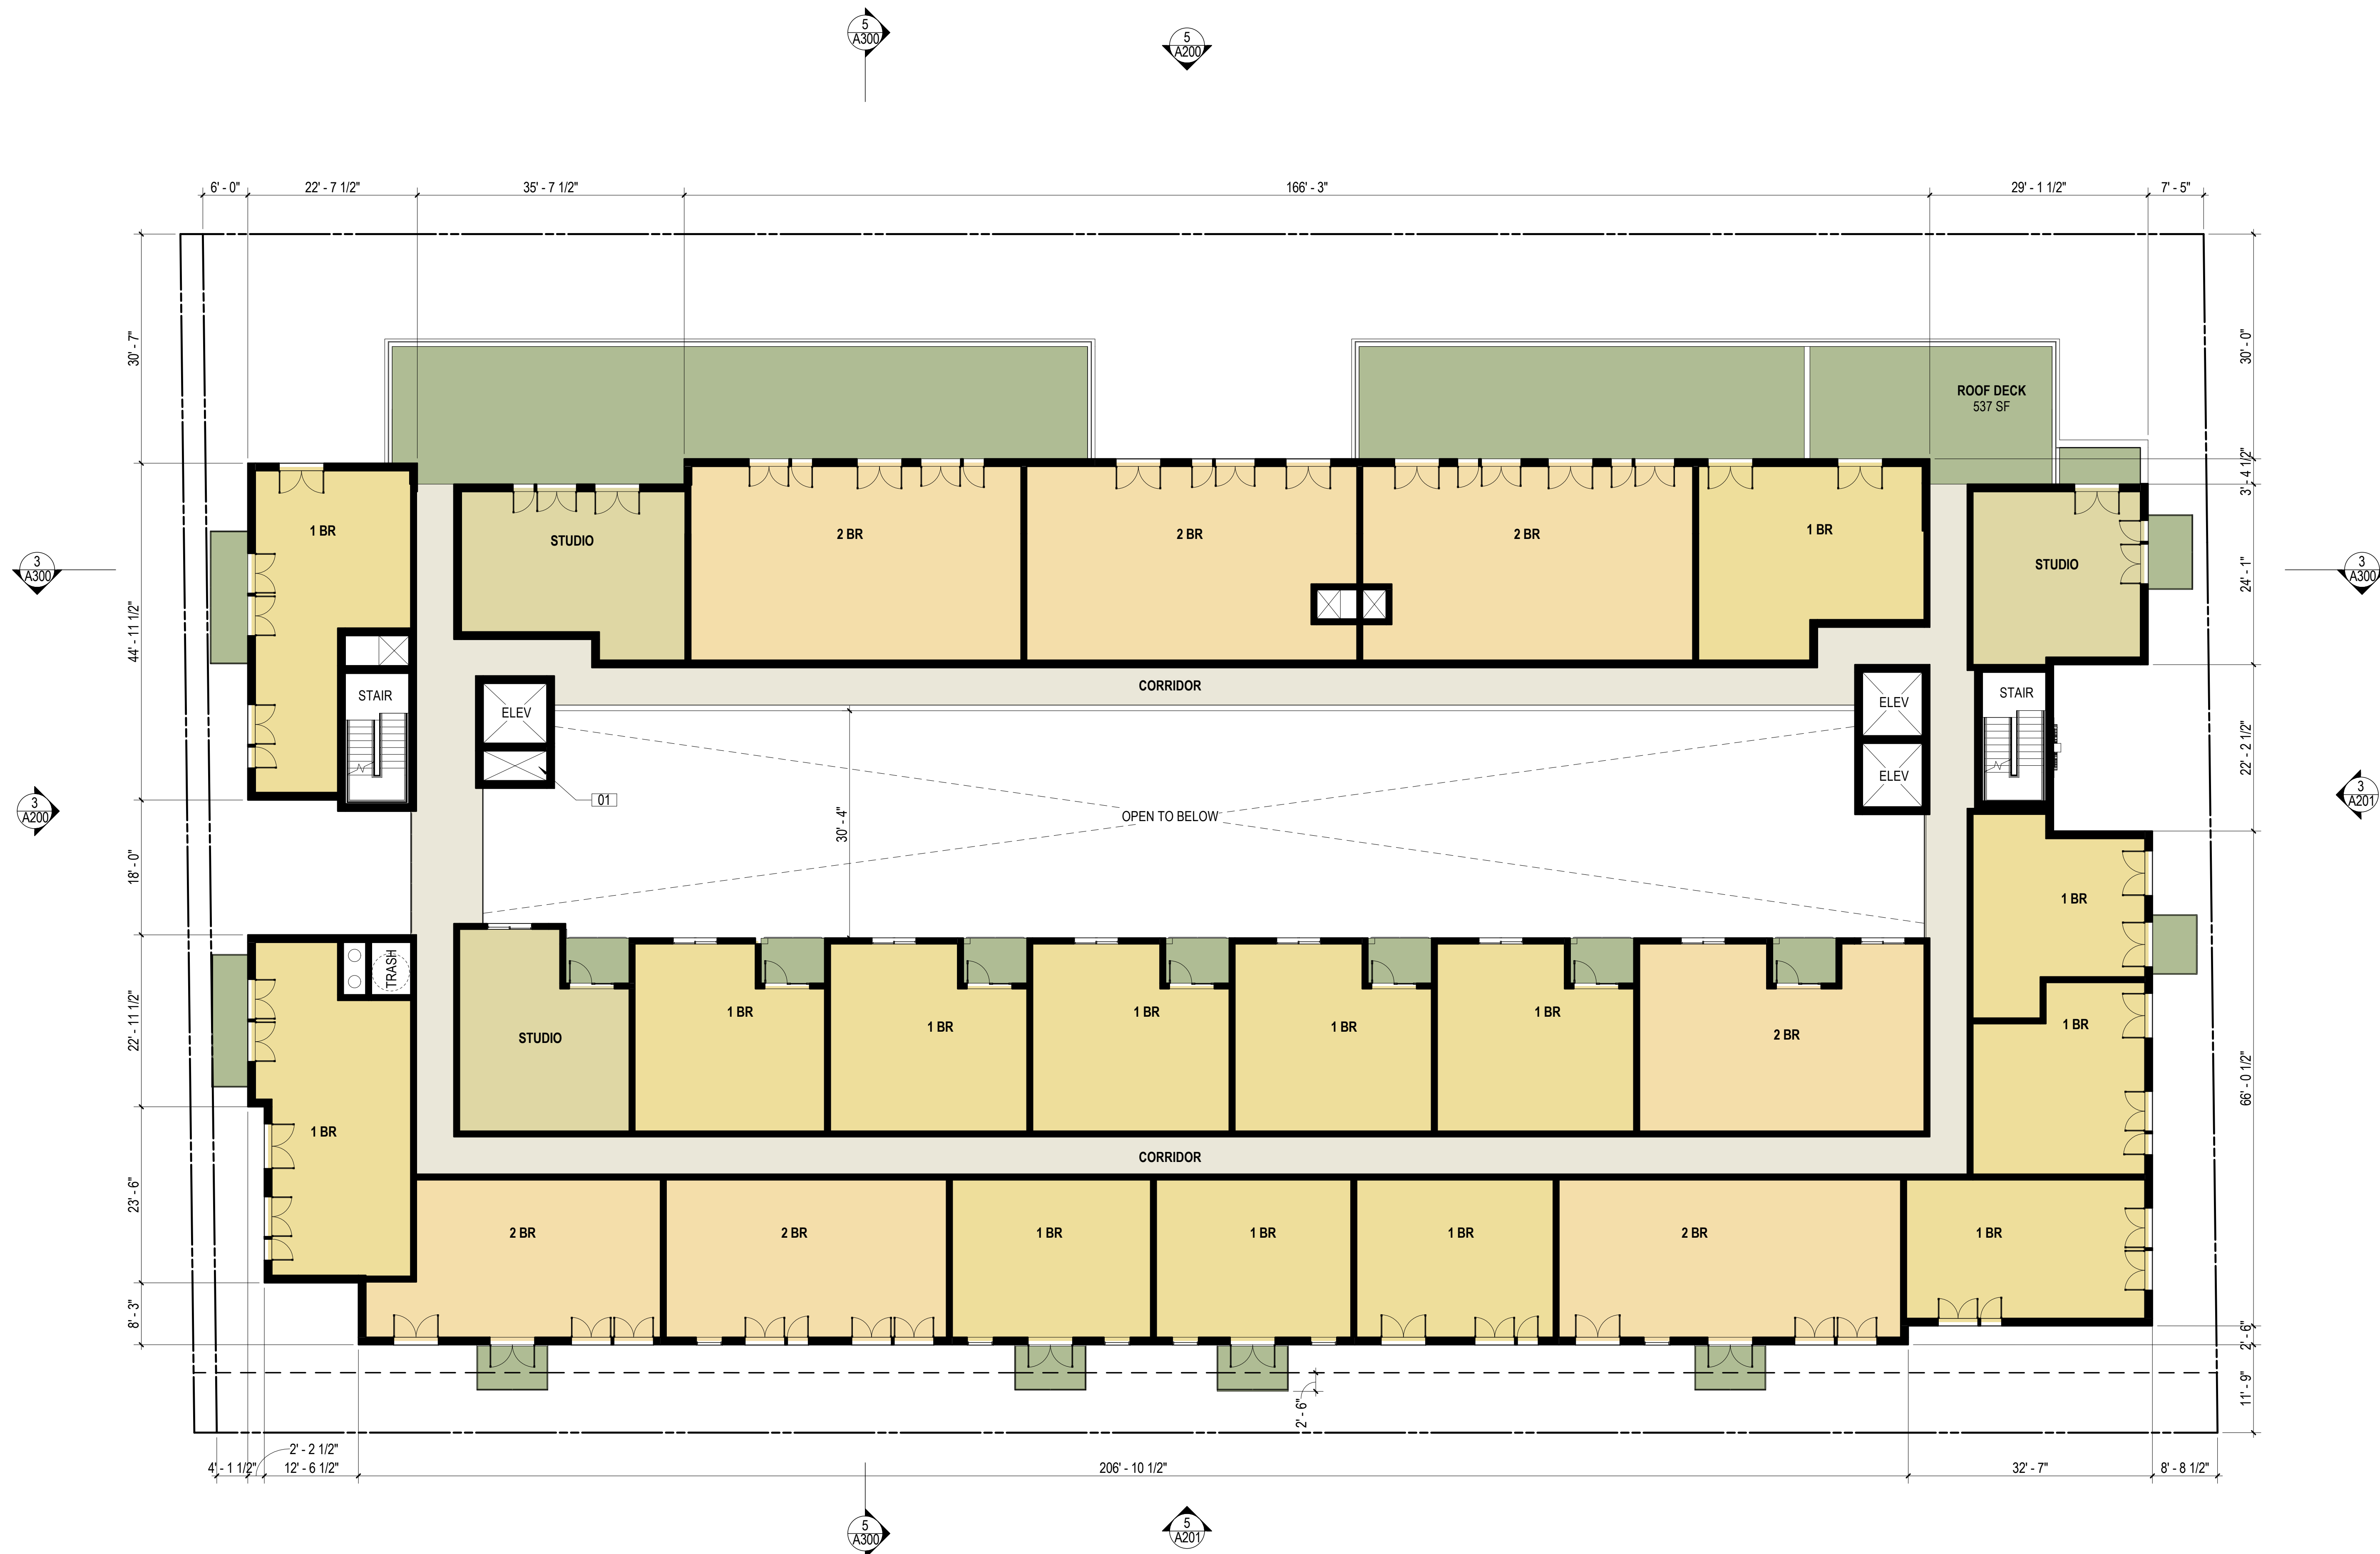 5
A300
5
A200
6' - 0"
22' - 7 1/2"
35' - 7 1/2"
166' - 3"
29' - 1 1/2"
7' - 5"
30' - 7"
30' - 0"
ROOF DECK
537 SF
3' - 4 1/2"
1 BR
STUDIO
2 BR
2 BR
2 BR
1 BR
STUDIO
3
A300
3
A300
24' - 1"
44' - 11 1/2"
STAIR
ELEV
CORRIDOR
ELEV
STAIR
22' - 2 1/2"
ELEV
01
3
A200
3
A201
30' - 4"
OPEN TO BELOW
18' - 0"
1 BR
TRASH
22' - 11 1/2"
STUDIO
1 BR
1 BR
1 BR
1 BR
1 BR
2 BR
1 BR
66' - 0 1/2"
1 BR
CORRIDOR
23' - 6"
2 BR
2 BR
1 BR
1 BR
1 BR
2 BR
1 BR
8' - 3"
2' - 6"
11' - 9"
2' - 6"
2' - 2 1/2"
4' - 1 1/2"
12' - 6 1/2"
206' - 10 1/2"
32' - 7"
8' - 8 1/2"
5
A300
5
A201